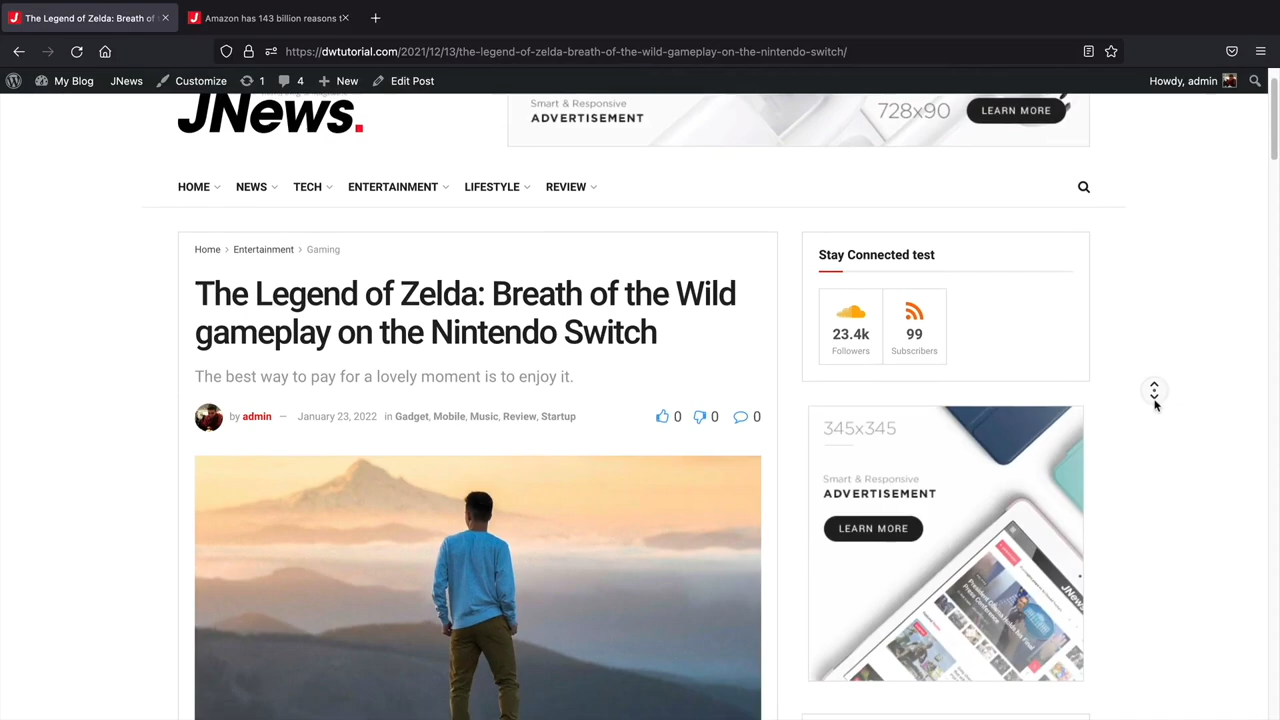 The Legend of Zelda: Breath of
Amazon has 143 billion reasons t
https://dwtutorial.com/2021/12/13/the-legend-of-zelda-breath-of-the-wild-gameplay-on-the-nintendo-switch/
My Blog
JNews
Customize
1
4
New
Edit Post
Howdy, admin
JNews.
Smart & Responsive
ADVERTISEMENT
728x90
LEARN MORE
HOME
NEWS
TECH
ENTERTAINMENT
LIFESTYLE
REVIEW
Home > Entertainment > Gaming
The Legend of Zelda: Breath of the Wild
gameplay on the Nintendo Switch
The best way to pay for a lovely moment is to enjoy it.
by admin — January 23, 2022 in Gadget, Mobile, Music, Review, Startup
0
0
0
Stay Connected test
23.4k
Followers
99
Subscribers
345x345
Smart & Responsive
ADVERTISEMENT
LEARN MORE